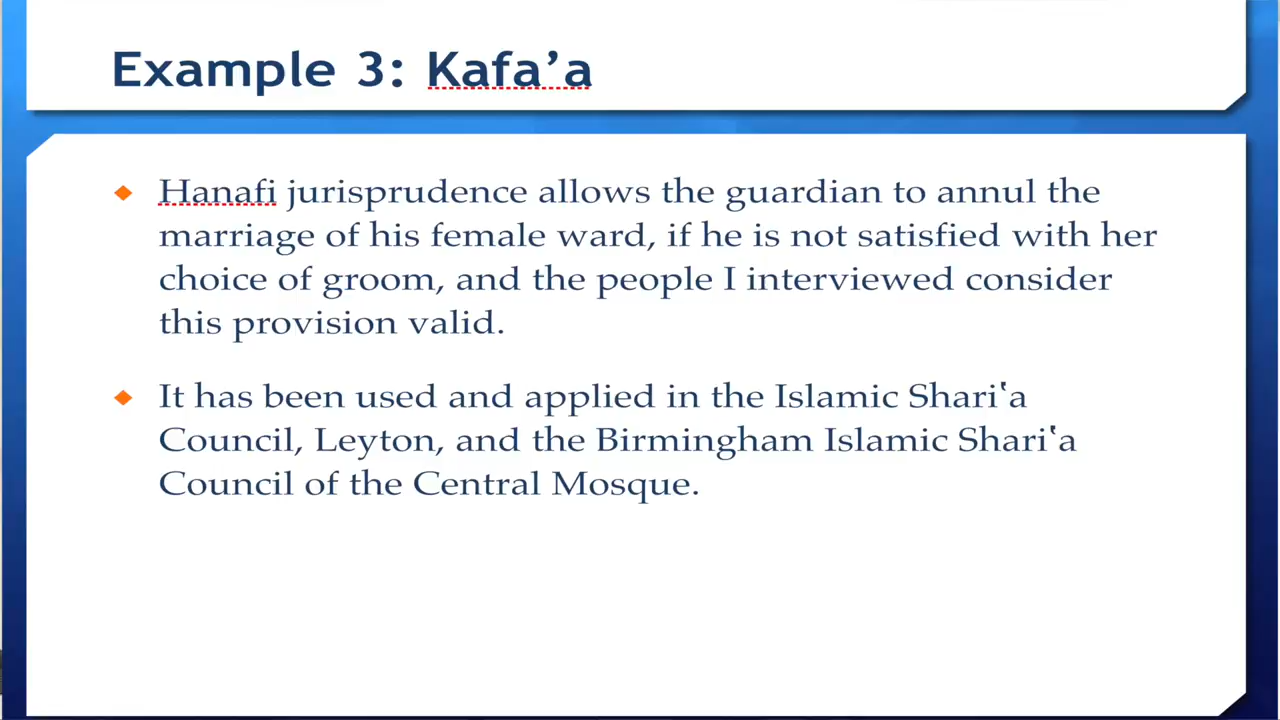 Example 3: Kafa’a
Hanafi jurisprudence allows the guardian to annul the
marriage of his female ward, if he is not satisfied with her
choice of groom, and the people I interviewed consider
this provision valid.
It has been used and applied in the Islamic Shari‛a
Council, Leyton, and the Birmingham Islamic Shari‛a
Council of the Central Mosque.